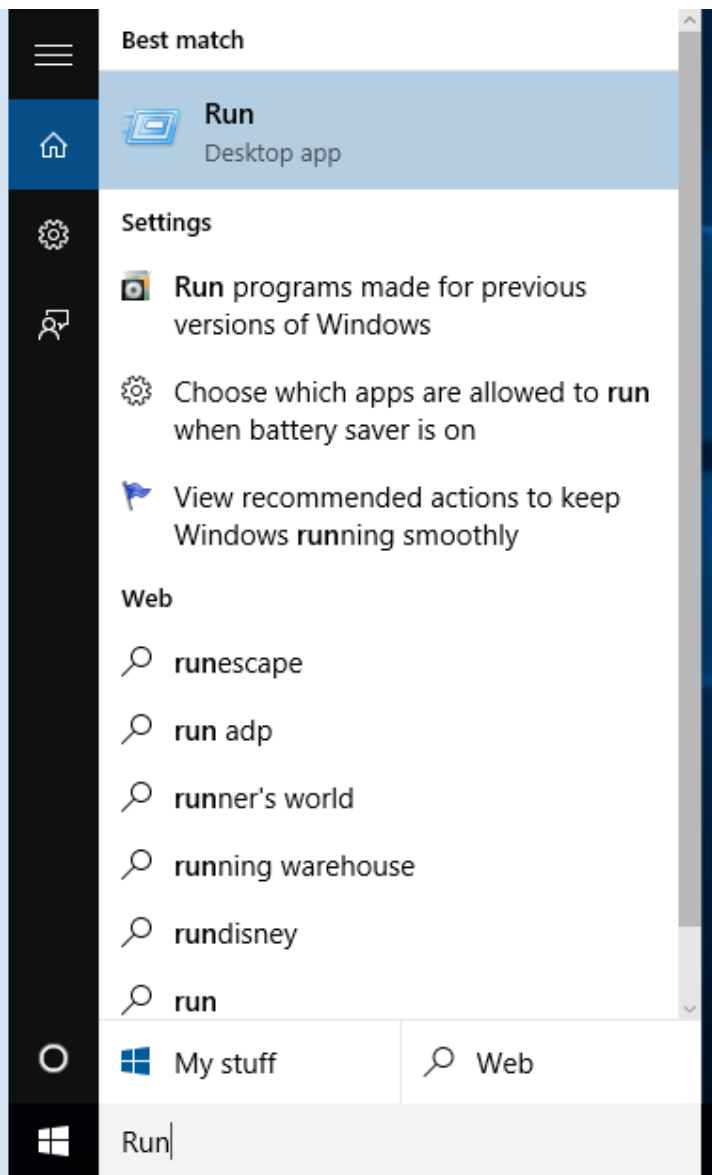 Best match
Run
Desktop app
Settings
Run programs made for previous
versions of Windows
Choose which apps are allowed to run
when battery saver is on
View recommended actions to keep
Windows running smoothly
Web
runescape
run adp
runner's world
running warehouse
rundisney
run
My stuff
Web
Run